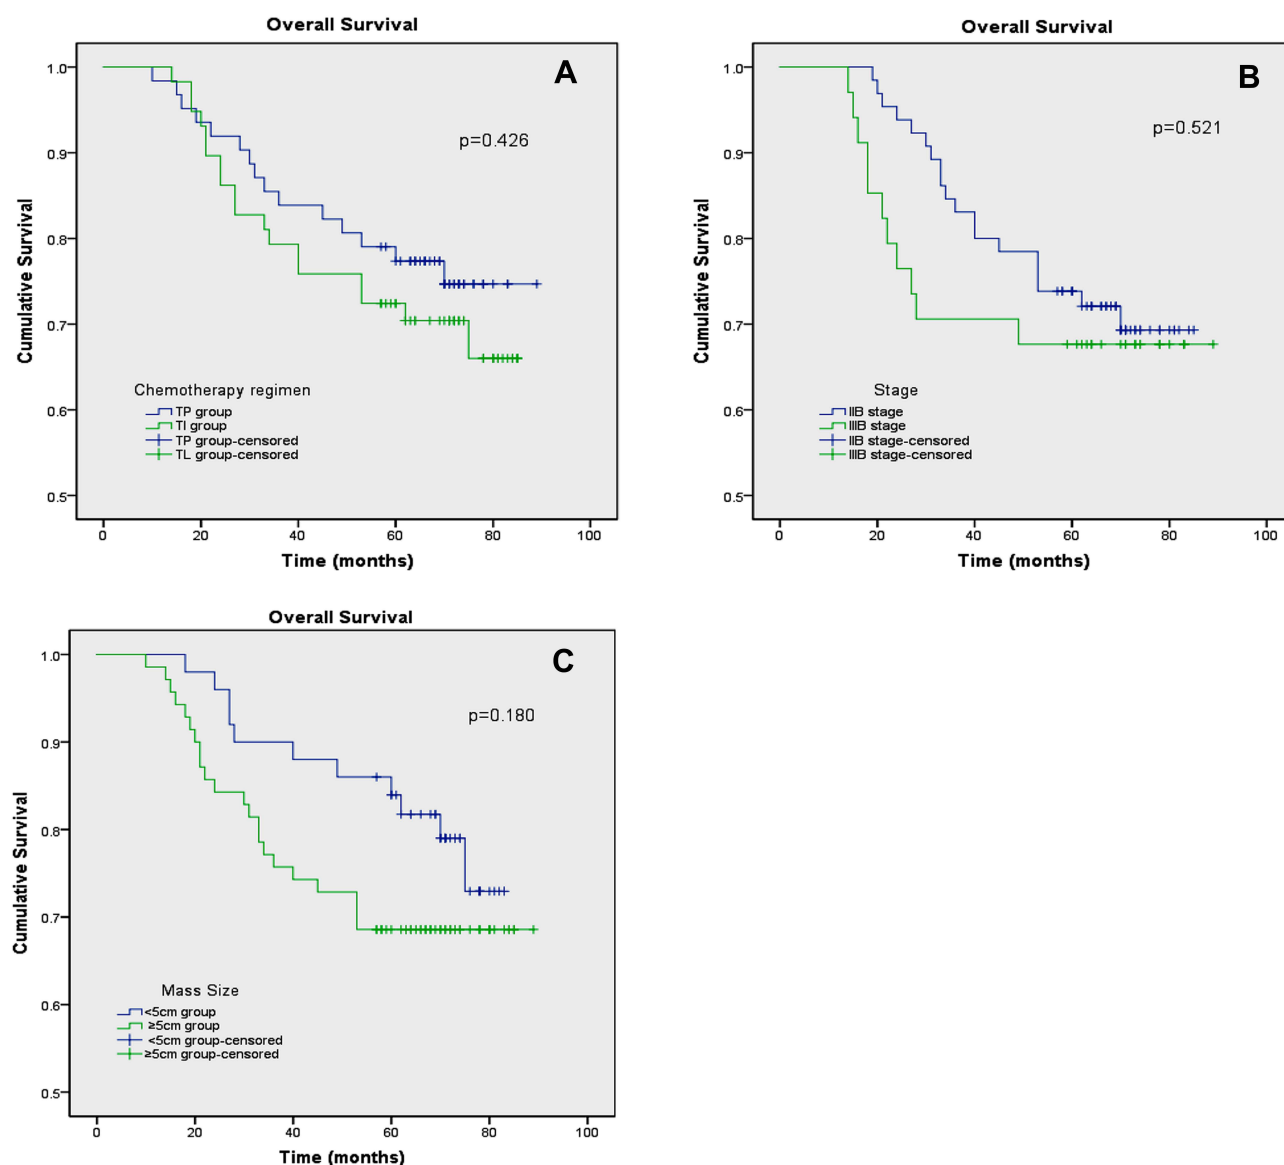 Overall Survival
A
p=0.426
1.0
0.9
0.8
0.7
0.6
0.5
Cumulative Survival
Chemotherapy regimen
TP group
TI group
TP group-censored
TL group-censored
0 20 40 60 80 100
Time (months)
Overall Survival
B
p=0.521
1.0
0.9
0.8
0.7
0.6
0.5
Cumulative Survival
Stage
IIB stage
IIIB stage
IIB stage-censored
IIIB stage-censored
0 20 40 60 80 100
Time (months)
Overall Survival
C
p=0.180
1.0
0.9
0.8
0.7
0.6
0.5
Cumulative Survival
Mass Size
<5cm group
≥5cm group
<5cm group-censored
≥5cm group-censored
0 20 40 60 80 100
Time (months)